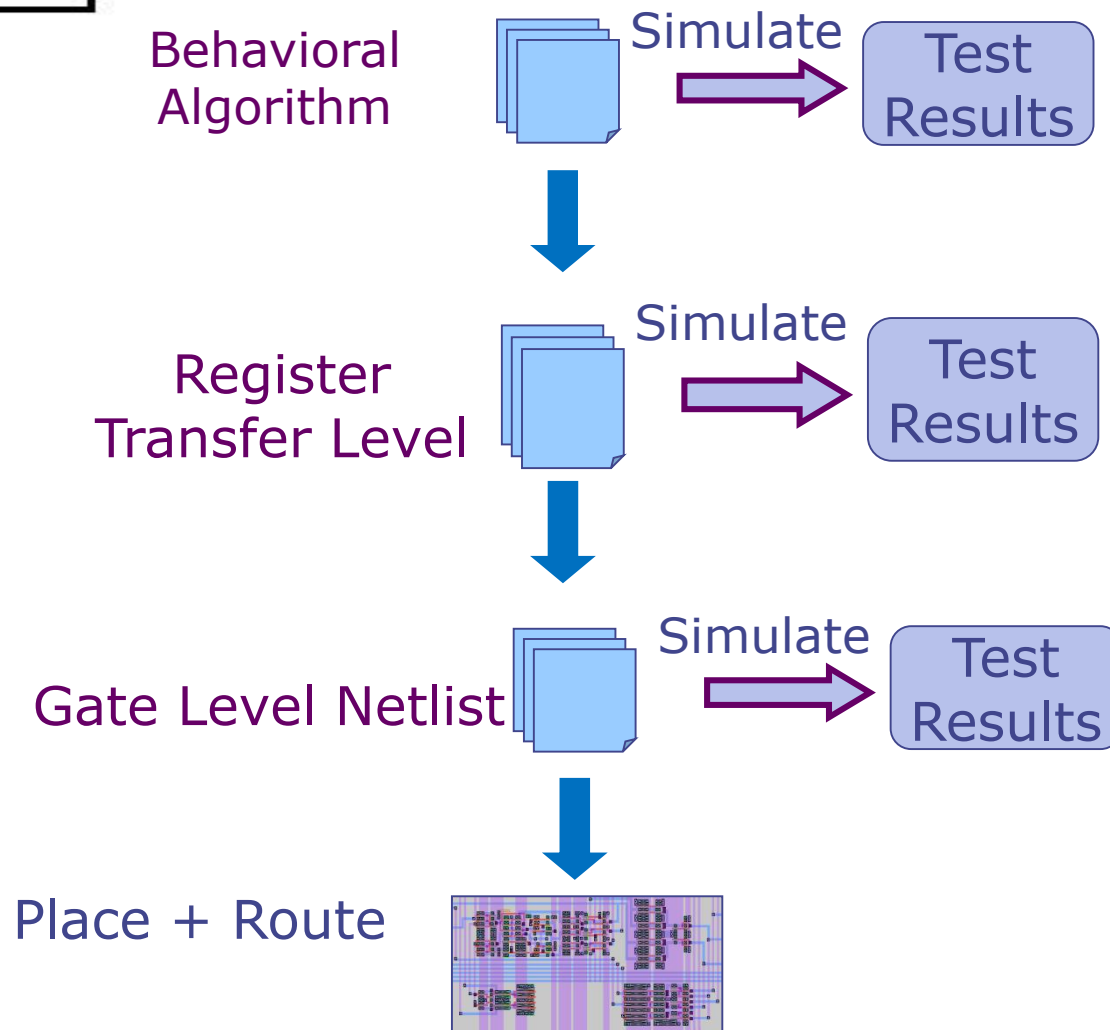 Behavioral
Algorithm
Simulate
Test
Results
Register
Transfer Level
Simulate
Test
Results
Gate Level Netlist
Simulate
Test
Results
Place + Route